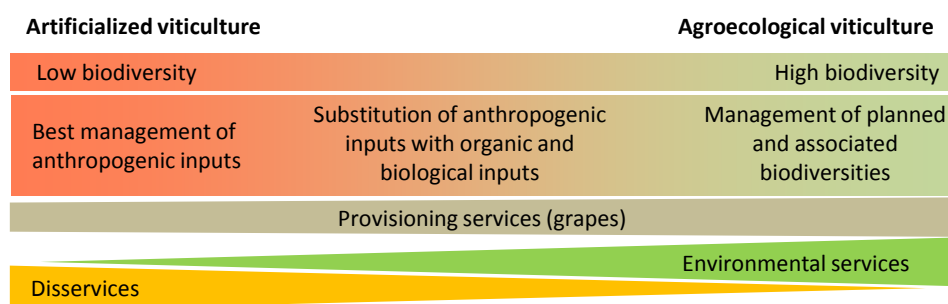 Artificialized viticulture
Agroecological viticulture
Low biodiversity
High biodiversity
Best management of
anthropogenic inputs
Substitution of anthropogenic
inputs with organic and
biological inputs
Management of planned
and associated
biodiversities
Provisioning services (grapes)
Environmental services
Disservices